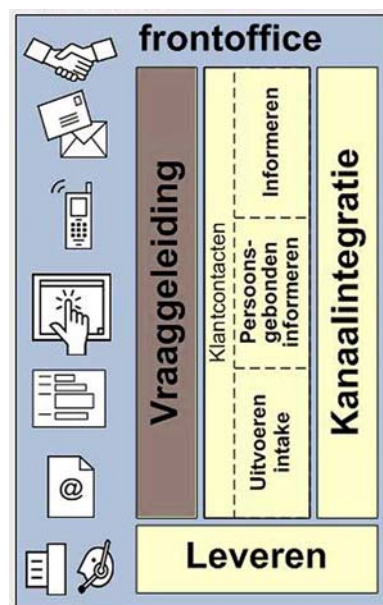 frontoffice
Vraaggeleiding
Klantcontacten
Informeren
Persoons-
gebonden
informeren
Uitvoeren
intake
Kanaalintegratie
@
Leveren